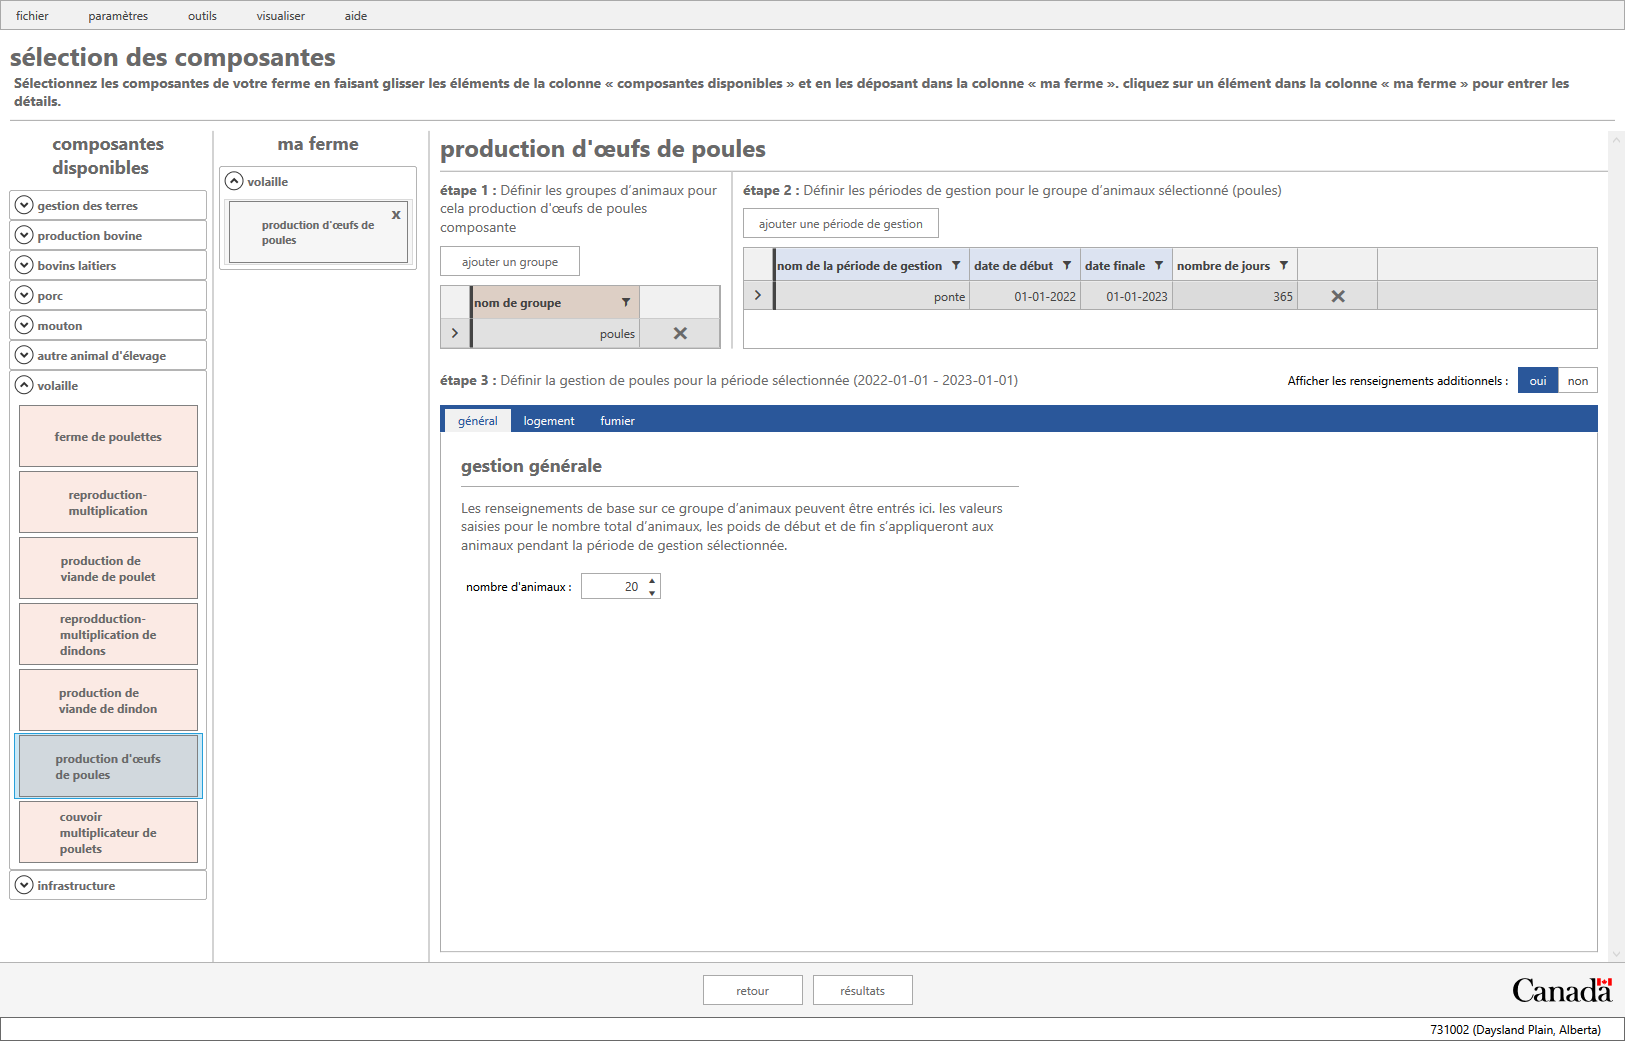 fichier
paramètres
outils
visualiser
aide
sélection des composantes
Sélectionnez les composantes de votre ferme en faisant glisser les éléments de la colonne « composantes disponibles » et en les déposant dans la colonne « ma ferme ». cliquez sur un élément dans la colonne « ma ferme » pour entrer les
détails.
composantes
disponibles
gestion des terres
production bovine
bovins laitiers
porc
mouton
autre animal d'élevage
volaille
ferme de poulettes
reproduction-
multiplication
production de
viande de poulet
reprodduction-
multiplication de
dindons
production de
viande de dindon
production d'œufs
de poules
couvoir
multiplicateur de
poulets
infrastructure
ma ferme
volaille
production d'œufs de
poules
x
production d'œufs de poules
étape 1 : Définir les groupes d’animaux pour
cela production d'œufs de poules
composante
ajouter un groupe
nom de groupe
poules
étape 2 : Définir les périodes de gestion pour le groupe d’animaux sélectionné (poules)
ajouter une période de gestion
nom de la période de gestion
date de début
date finale
nombre de jours
ponte
01-01-2022
01-01-2023
365
étape 3 : Définir la gestion de poules pour la période sélectionnée (2022-01-01 - 2023-01-01)
Afficher les renseignements additionnels :
oui
non
général
logement
fumier
gestion générale
Les renseignements de base sur ce groupe d’animaux peuvent être entrés ici. les valeurs
saisies pour le nombre total d’animaux, les poids de début et de fin s’appliqueront aux
animaux pendant la période de gestion sélectionnée.
nombre d'animaux :
20
retour
résultats
Canada
731002 (Daysland Plain, Alberta)